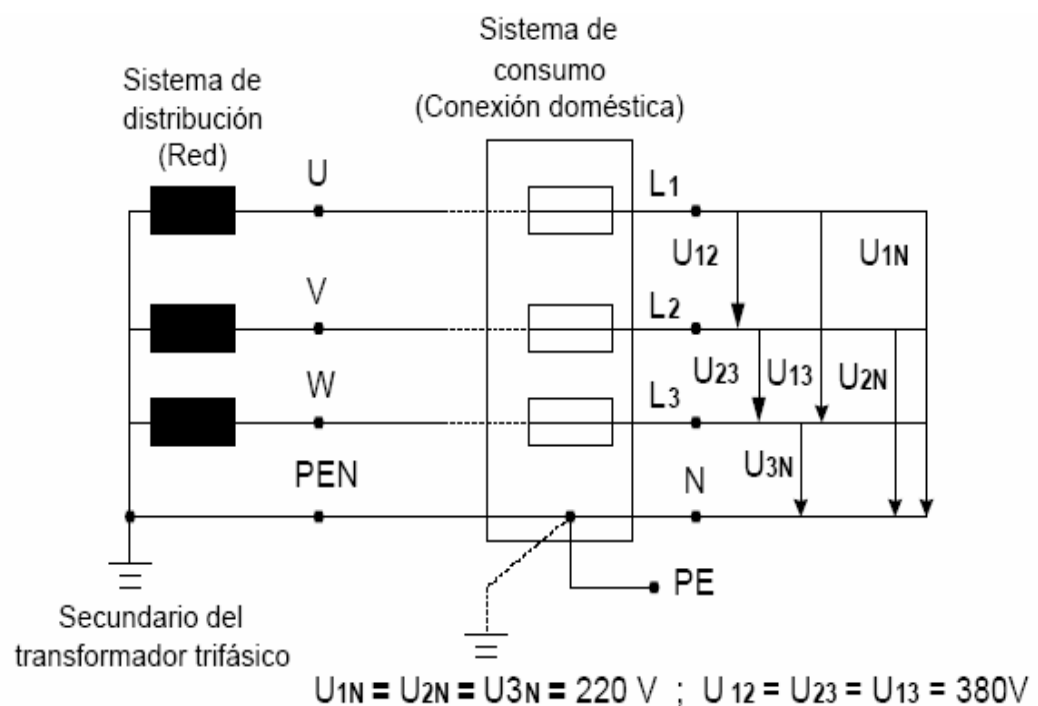 Sistema de
consumo
(Conexión doméstica)
Sistema de
distribución
(Red)
U
L1
U12
U1N
V
L2
U23
U13
U2N
W
L3
U3N
PEN
N
PE
Secundario del
transformador trifásico
U1N = U2N = U3N = 220 V ; U 12 = U23 = U13 = 380V